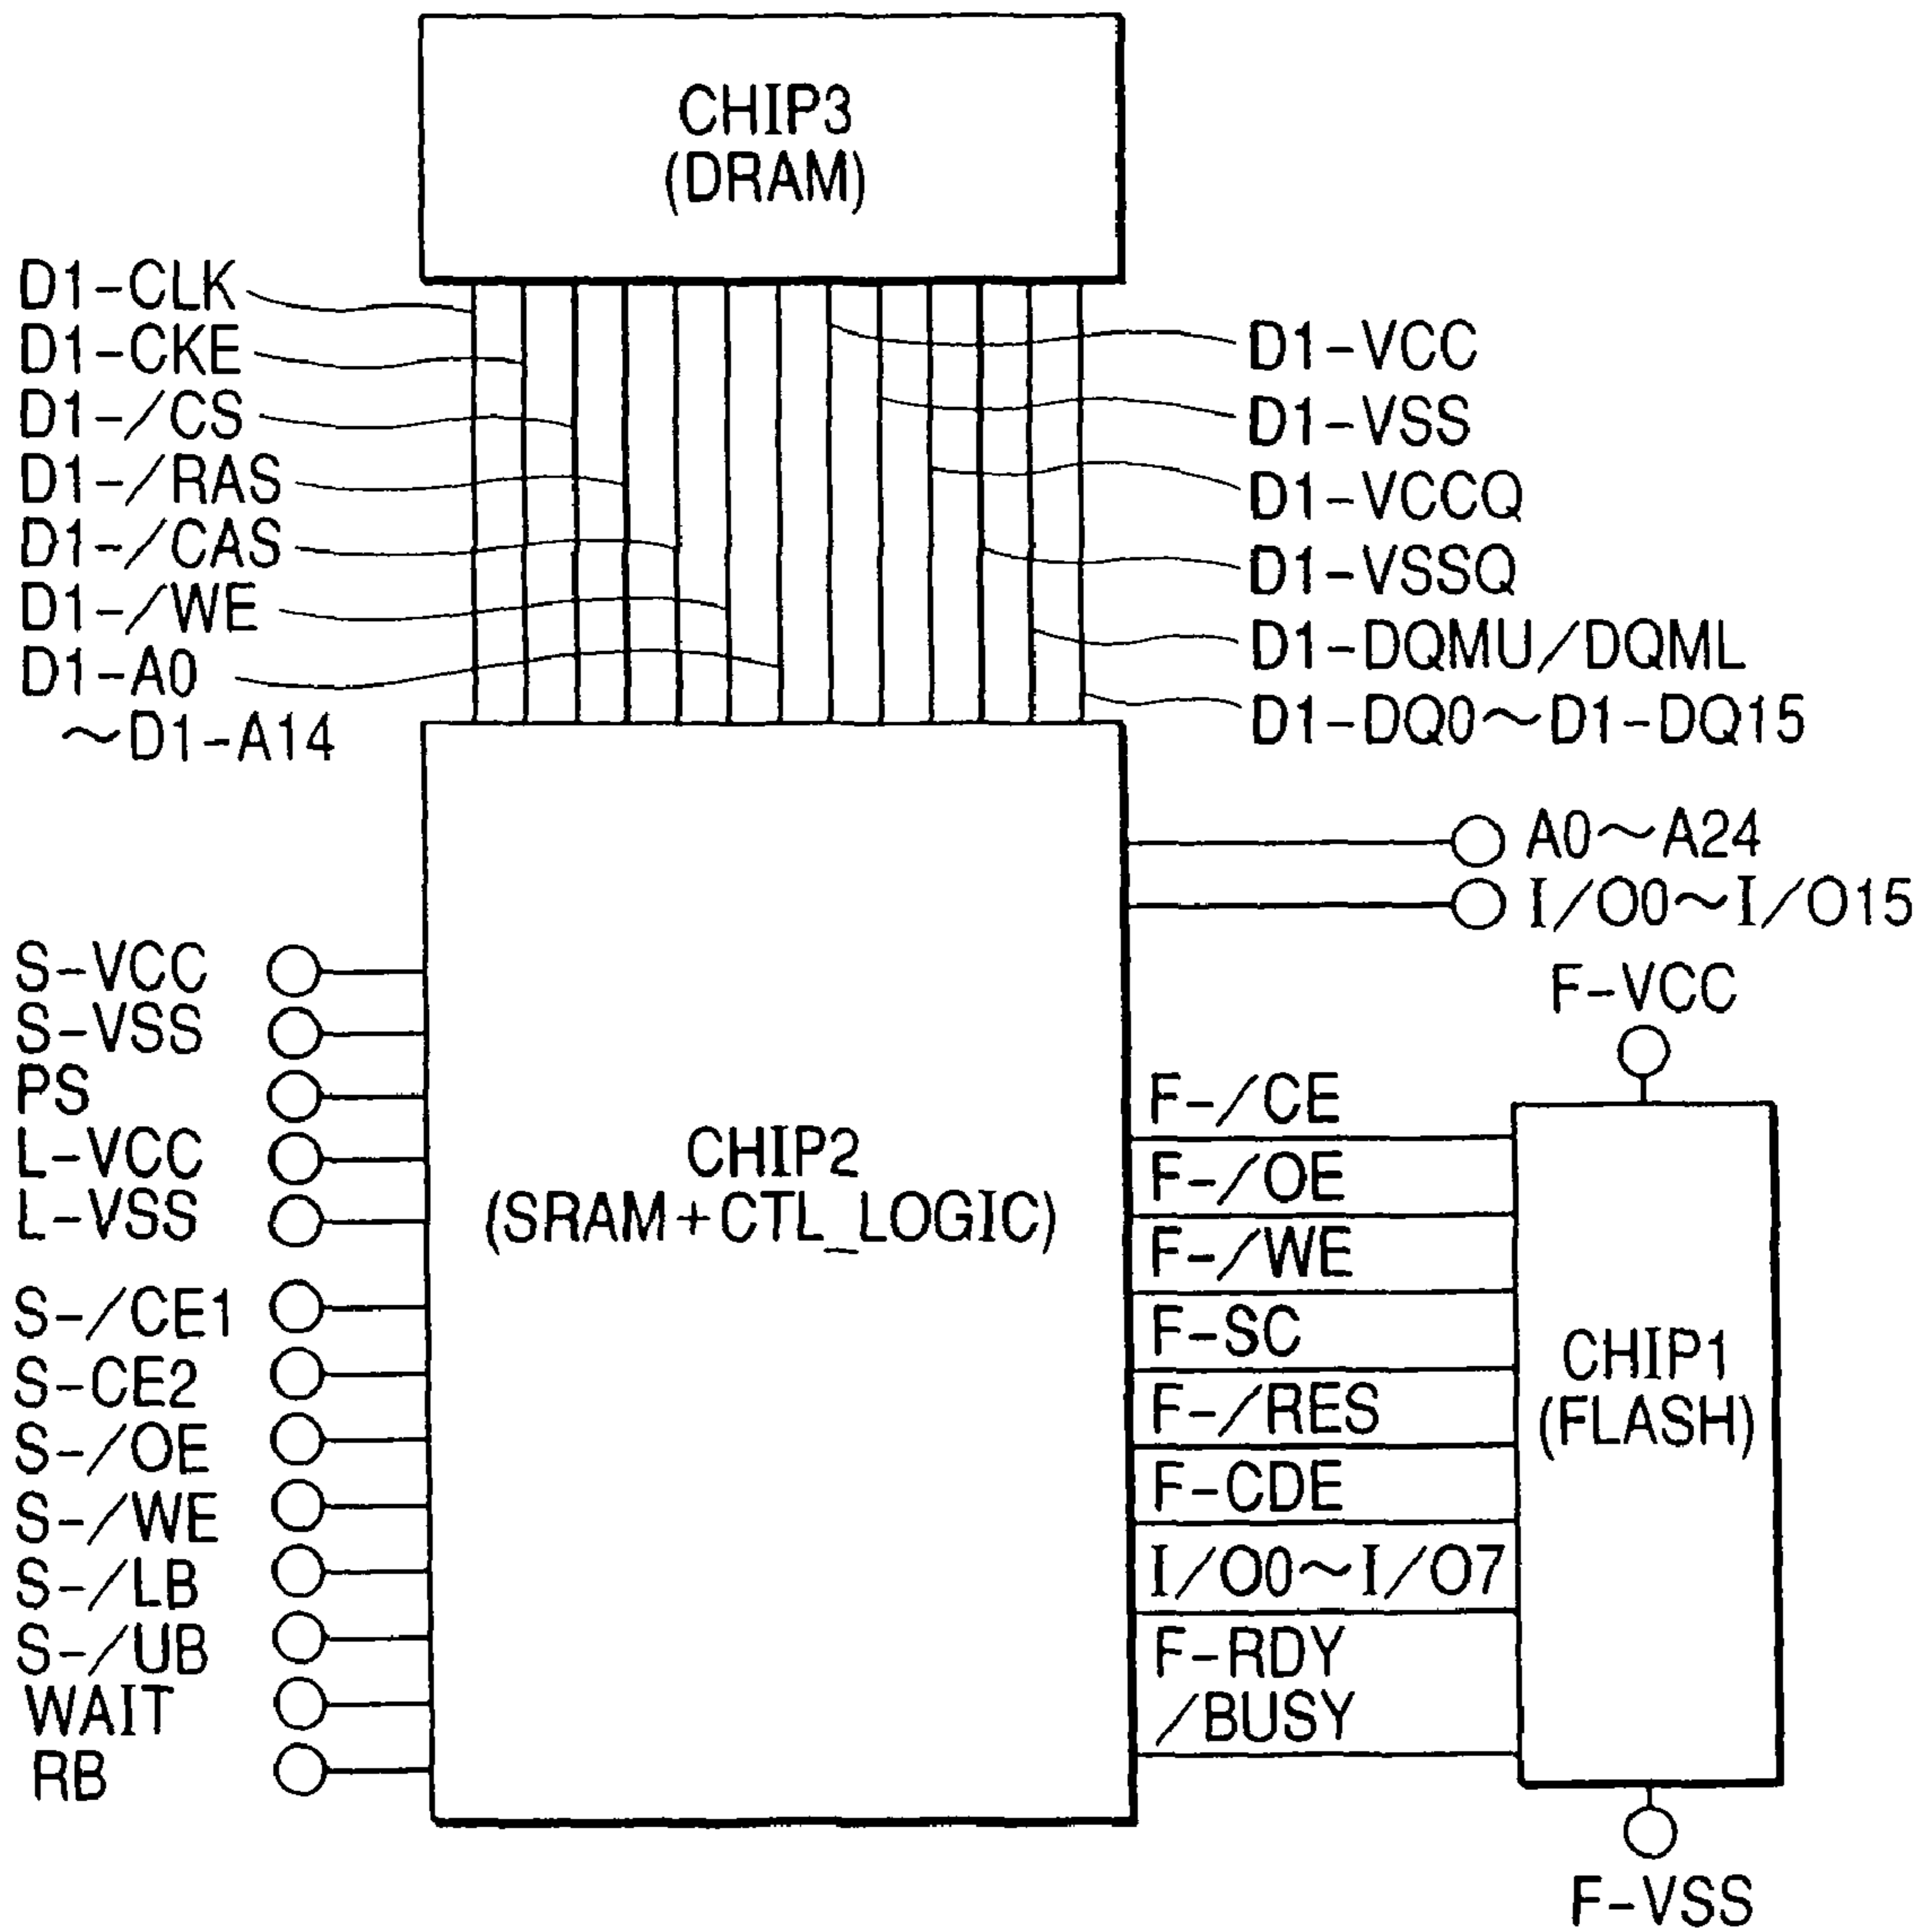 CHIP3
(DRAM)
D1-CLK
D1-CKE
D1-/CS
D1-/RAS
D1-/CAS
D1-/WE
D1-A0
~D1-A14
D1-VCC
D1-VSS
D1-VCCQ
D1-VSSQ
D1-DQMU/DQML
D1-DQ0~D1-DQ15
A0~A24
I/O0~I/O15
S-VCC
S-VSS
PS
L-VCC
L-VSS
S-/CE1
S-CE2
S-/OE
S-/WE
S-/LB
S-/UB
WAIT
RB
CHIP2
(SRAM+CTL_LOGIC)
F-/CE
F-/OE
F-/WE
F-SC
F-/RES
F-CDE
I/O0~I/O7
F-RDY
/BUSY
F-VCC
CHIP1
(FLASH)
F-VSS